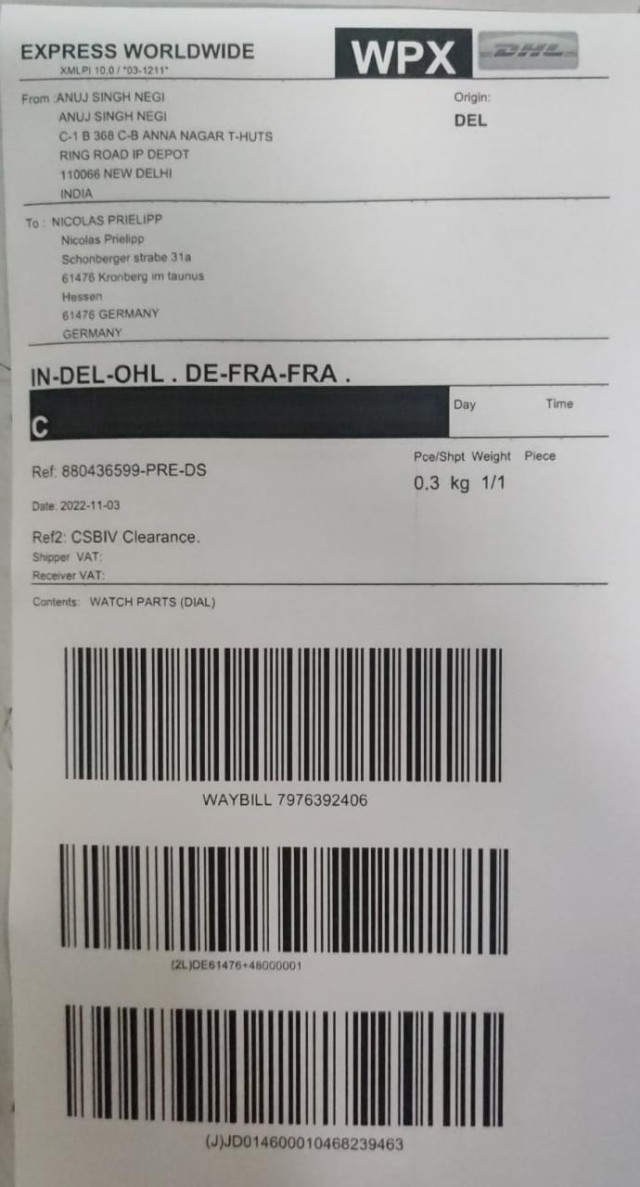 EXPRESS WORLDWIDE
WPX
DHL
XMLPI 10.0 / *03-1211*
From : ANUJ SINGH NEGI
Origin:
ANUJ SINGH NEGI
DEL
C-1 B 368 C-B ANNA NAGAR T-HUTS
RING ROAD IP DEPOT
110066 NEW DELHI
INDIA
To : NICOLAS PRIELIPP
Nicolas Prielipp
Schonberger strabe 31a
61476 Kronberg im taunus
Hessen
61476 GERMANY
GERMANY
IN-DEL-OHL . DE-FRA-FRA .
C
Day Time
Ref: 880436599-PRE-DS
Pce/Shpt Weight Piece
0.3 kg 1/1
Date: 2022-11-03
Ref2: CSBIV Clearance.
Shipper VAT:
Receiver VAT:
Contents: WATCH PARTS (DIAL)
WAYBILL 7976392406
(2L)DE61476+48000001
(J)JD014600010468239463